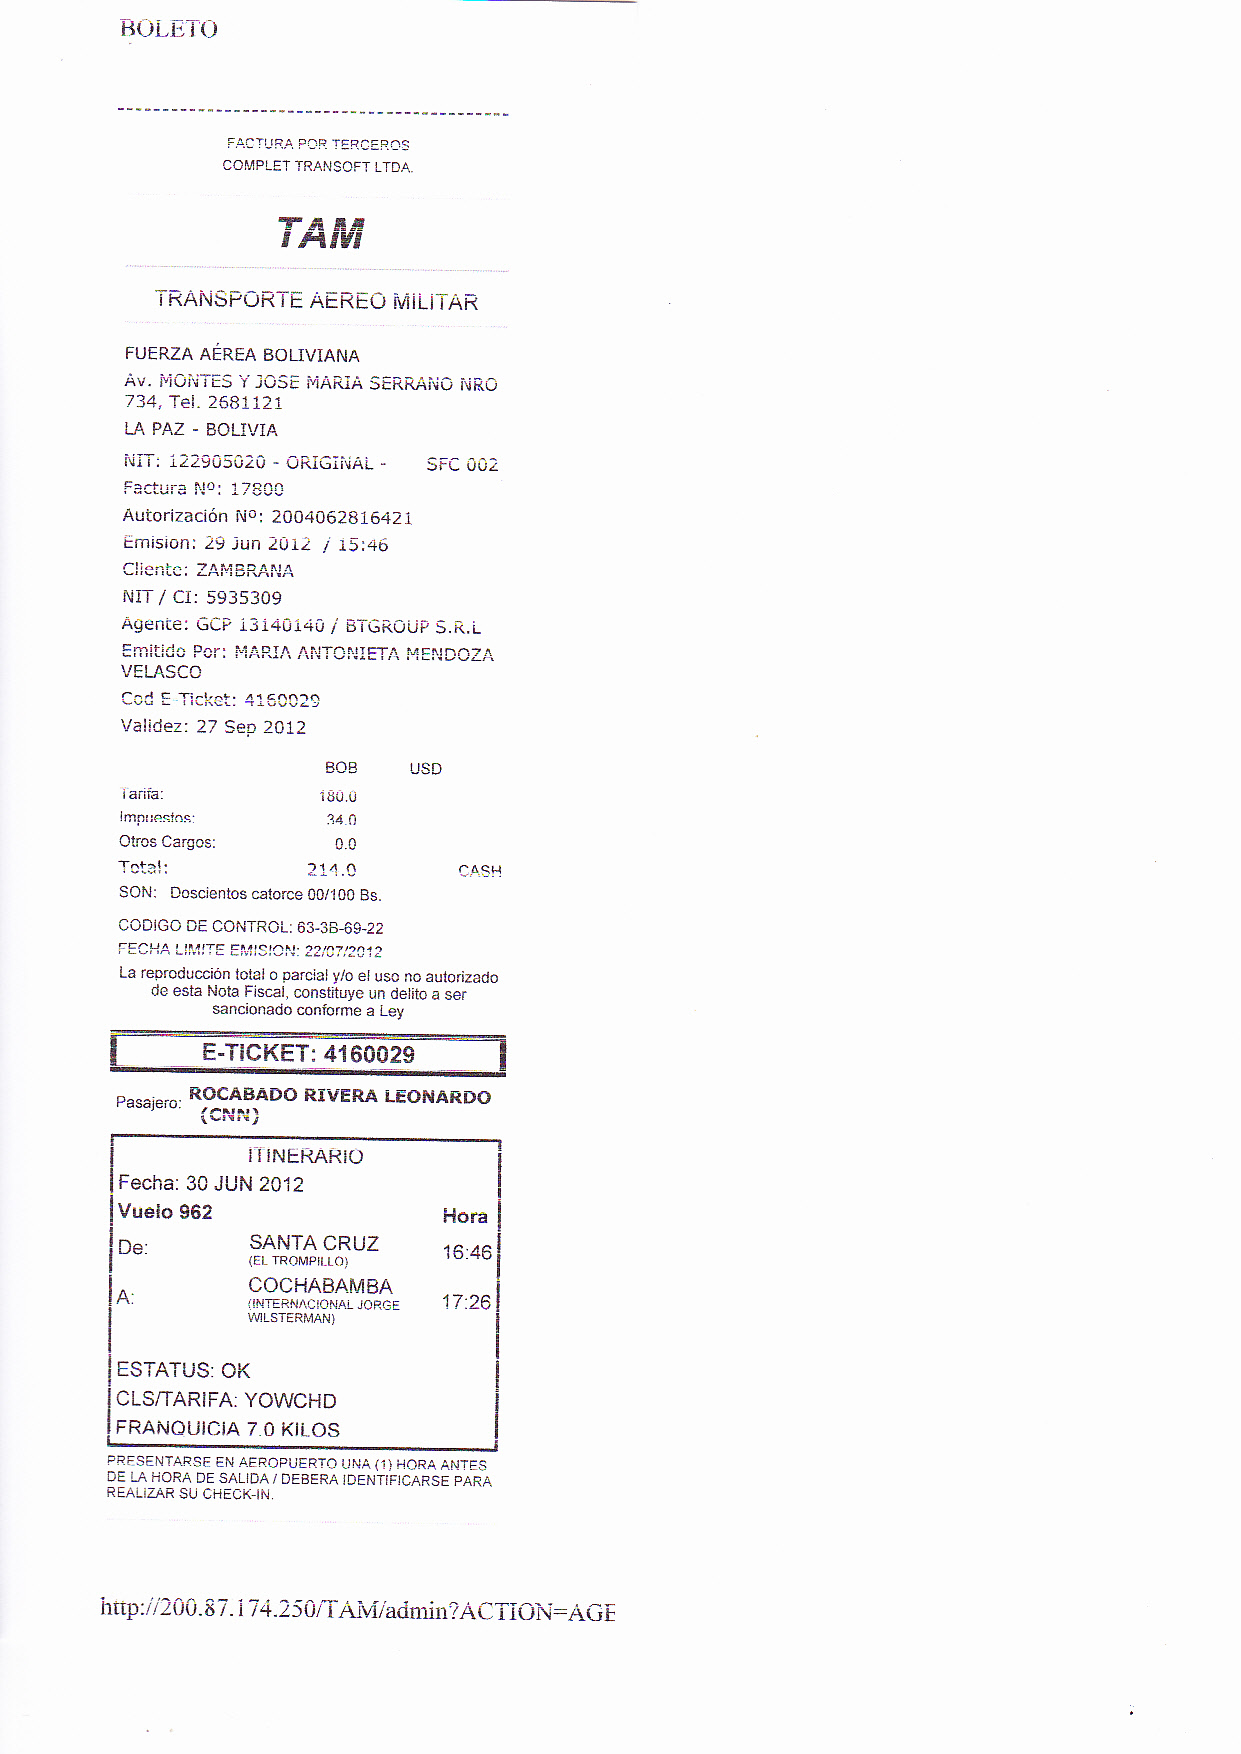 BOLETO
FACTURA POR TERCEROS
COMPLET TRANSOFT LTDA.
TAM
TRANSPORTE AEREO MILITAR
FUERZA AÉREA BOLIVIANA
Av. MONTES Y JOSE MARIA SERRANO NRO
734, Tel. 2681121
LA PAZ - BOLIVIA
NIT: 122905020 - ORIGINAL - SFC 002
Factura Nº: 17800
Autorización Nº: 2004062816421
Emision: 29 Jun 2012 / 15:46
Cliente: ZAMBRANA
NIT / CI: 5935309
Agente: GCP 13140140 / BTGROUP S.R.L
Emitido Por: MARIA ANTONIETA MENDOZA
VELASCO
Cod E-Ticket: 4160029
Validez: 27 Sep 2012
BOB USD
Tarifa: 180.0
Impuestos: 34.0
Otros Cargos: 0.0
Total: 214.0 CASH
SON: Doscientos catorce 00/100 Bs.
CODIGO DE CONTROL: 63-3B-69-22
FECHA LIMITE EMISION: 22/07/2012
La reproducción total o parcial y/o el uso no autorizado
de esta Nota Fiscal, constituye un delito a ser
sancionado conforme a Ley
E-TICKET: 4160029
Pasajero: ROCABADO RIVERA LEONARDO
(CNN)
ITINERARIO
Fecha: 30 JUN 2012
Vuelo 962 Hora
De: SANTA CRUZ 16:46
(EL TROMPILLO)
A: COCHABAMBA 17:26
(INTERNACIONAL JORGE
WILSTERMAN)
ESTATUS: OK
CLS/TARIFA: YOWCHD
FRANQUICIA 7.0 KILOS
PRESENTARSE EN AEROPUERTO UNA (1) HORA ANTES
DE LA HORA DE SALIDA / DEBERA IDENTIFICARSE PARA
REALIZAR SU CHECK-IN.
http://200.87.174.250/TAM/admin?ACTION=AGE